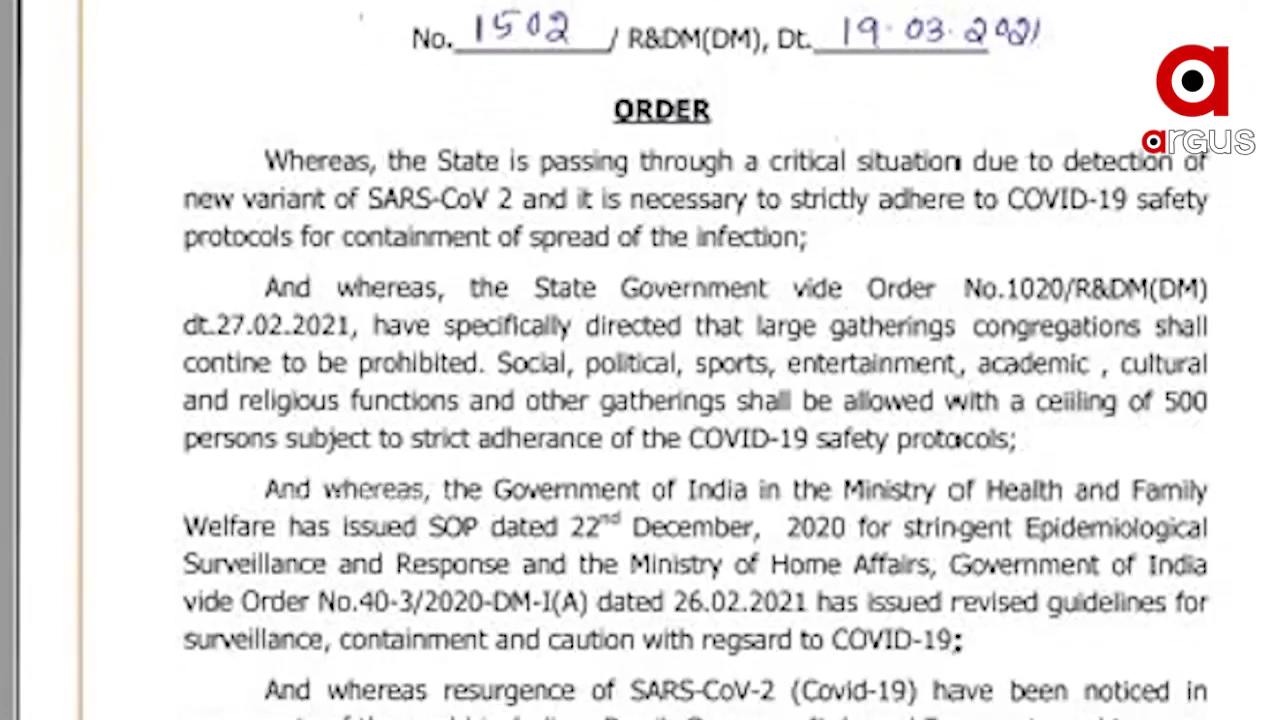 No. 1502 / R&DM(DM), Dt. 19.03.2021
argus
ORDER
Whereas, the State is passing through a critical situation due to detection of
new variant of SARS-CoV 2 and it is necessary to strictly adhere to COVID-19 safety
protocols for containment of spread of the infection;
And whereas, the State Government vide Order No.1020/R&DM(DM)
dt.27.02.2021, have specifically directed that large gatherings congregations shall
contine to be prohibited. Social, political, sports, entertainment, academic , cultural
and religious functions and other gatherings shall be allowed with a ceiiling of 500
persons subject to strict adherance of the COVID-19 safety protocols;
And whereas, the Government of India in the Ministry of Health and Family
Welfare has issued SOP dated 22nd December, 2020 for stringent Epidemiological
Surveillance and Response and the Ministry of Home Affairs, Government of India
vide Order No.40-3/2020-DM-I(A) dated 26.02.2021 has issued revised guidelines for
surveillance, containment and caution with regsard to COVID-19;
And whereas resurgence of SARS-CoV-2 (Covid-19) have been noticed in